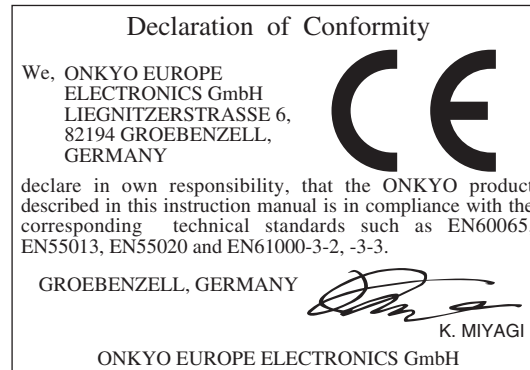 Declaration of Conformity
We, ONKYO EUROPE
ELECTRONICS GmbH
LIEGNITZERSTRASSE 6,
82194 GROEBENZELL,
GERMANY
CE
declare in own responsibility, that the ONKYO product
described in this instruction manual is in compliance with the
corresponding technical standards such as EN60065,
EN55013, EN55020 and EN61000-3-2, -3-3.
GROEBENZELL, GERMANY
K. MIYAGI
ONKYO EUROPE ELECTRONICS GmbH